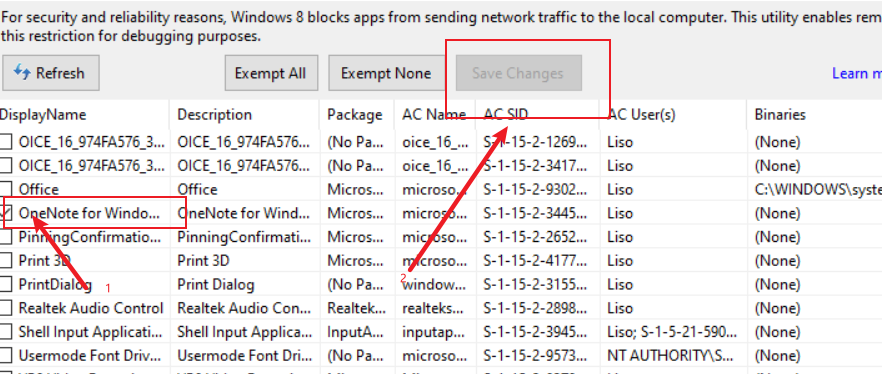 For security and reliability reasons, Windows 8 blocks apps from sending network traffic to the local computer. This utility enables rem
this restriction for debugging purposes.
Refresh Exempt All Exempt None Save Changes Learn m
DisplayName Description Package AC Name AC SID AC User(s) Binaries
OICE_16_974FA576_3... OICE_16_974FA576... (No Pa... oice_16_... S-1-15-2-1269... Liso (None)
OICE_16_974FA576_3... OICE_16_974FA576... (No Pa... oice_16_... S-1-15-2-3417... Liso (None)
Office Office Micros... microso... S-1-15-2-9302... Liso C:\WINDOWS\syste
OneNote for Windo... OneNote for Wind... Micros... microso... S-1-15-2-3445... Liso (None)
PinningConfirmatio... PinningConfirmati... Micros... microso... S-1-15-2-2652... Liso (None)
Print 3D Print 3D Micros... microso... S-1-15-2-4177... Liso (None)
PrintDialog Print Dialog (No Pa... window... S-1-15-2-3155... Liso (None)
1 2
Realtek Audio Control Realtek Audio Con... Realtek... realteks... S-1-15-2-2898... Liso (None)
Shell Input Applicati... Shell Input Applica... InputA... inputap... S-1-15-2-3945... Liso; S-1-5-21-590... (None)
Usermode Font Driv... Usermode Font Dri... (No Pa... microso... S-1-15-2-9573... NT AUTHORITY\S... (None)